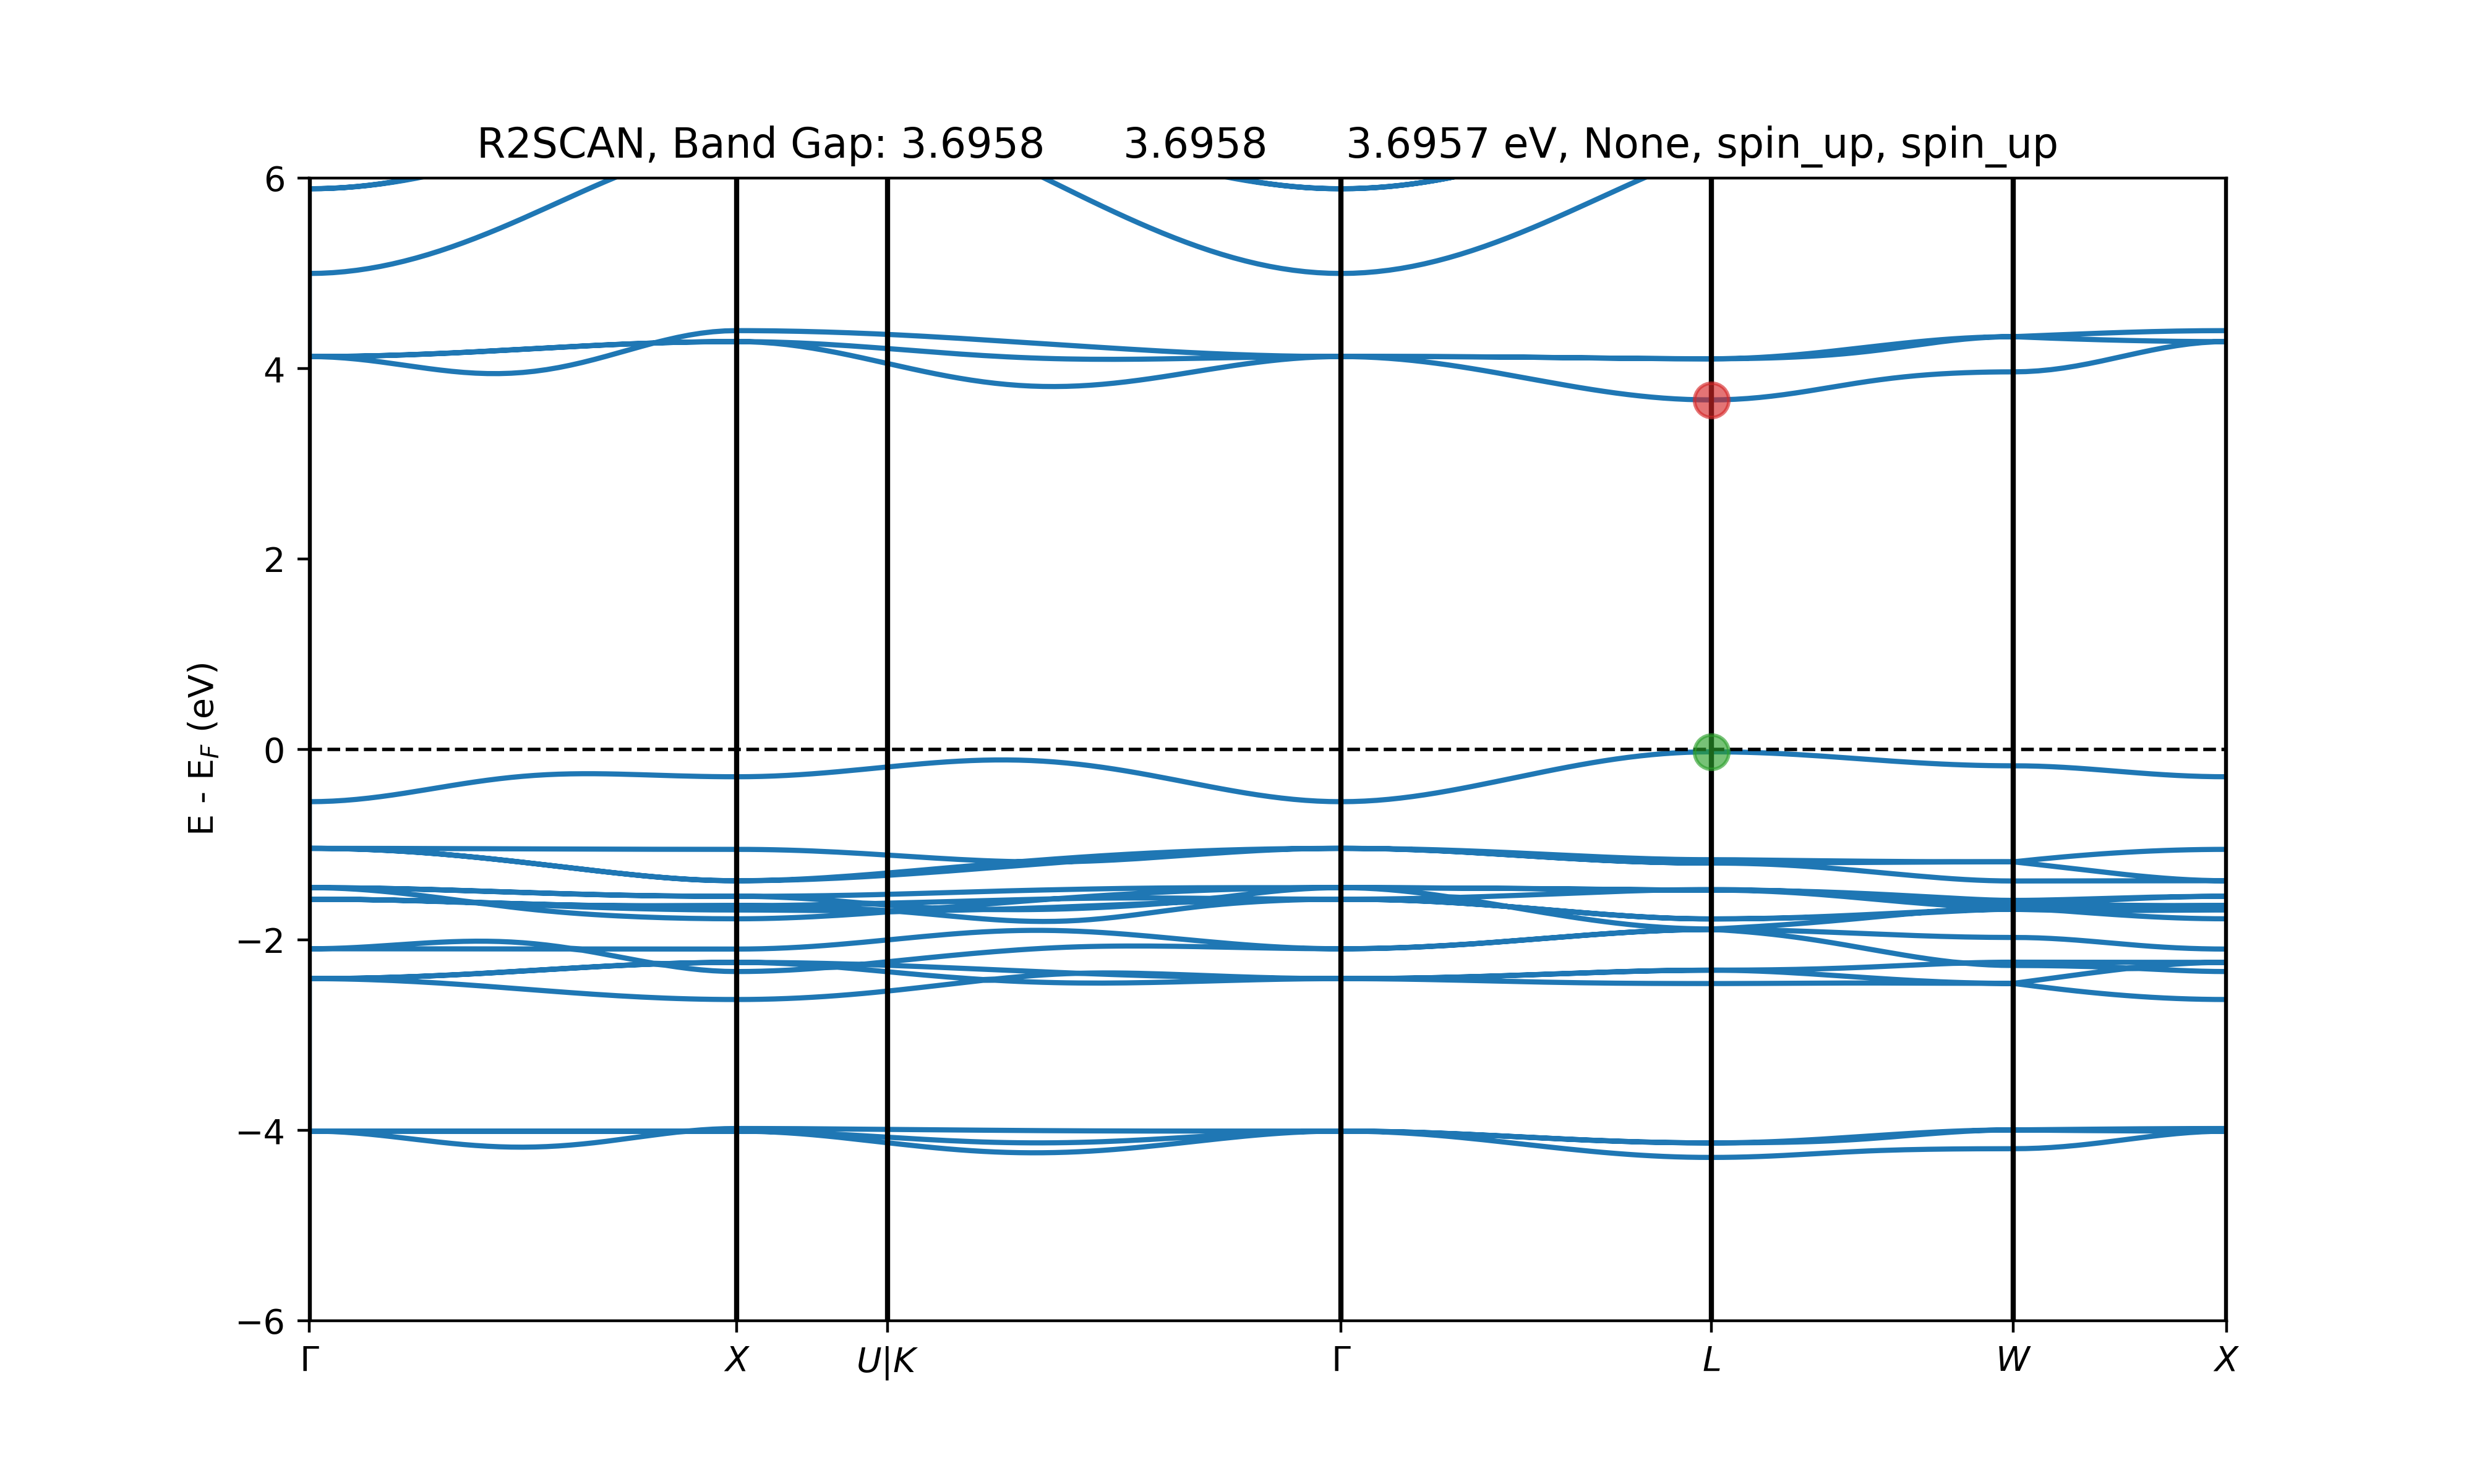 R2SCAN, Band Gap: 3.6958 3.6958 3.6957 eV, None, spin_up, spin_up
6
4
2
0
−2
−4
−6
E - E_F (eV)
Γ X U|K Γ L W X